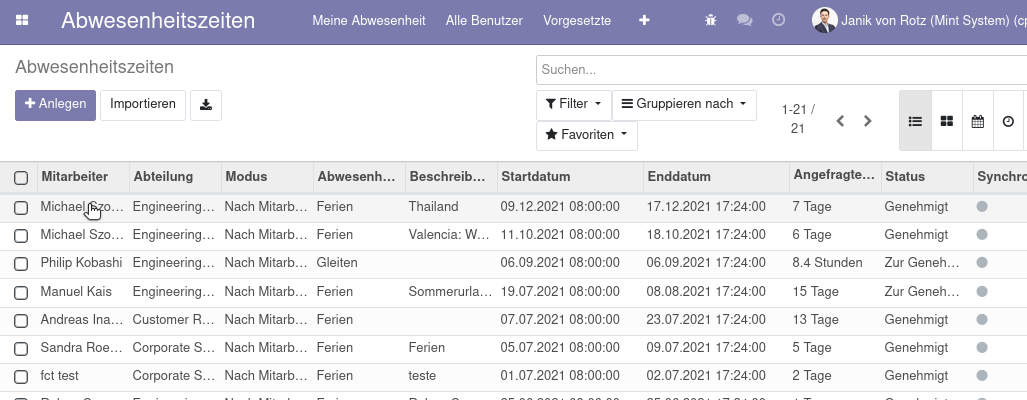 Abwesenheitszeiten Meine Abwesenheit Alle Benutzer Vorgesetzte Janik von Rotz (Mint System) (cp
Abwesenheitszeiten Suchen...
Anlegen Importieren Filter Gruppieren nach 1-21 / 21
Favoriten
Mitarbeiter Abteilung Modus Abwesenh... Beschreib... Startdatum Enddatum Angefragte... Status Synchro
Michael Szo... Engineering... Nach Mitarb... Ferien Thailand 09.12.2021 08:00:00 17.12.2021 17:24:00 7 Tage Genehmigt
Michael Szo... Engineering... Nach Mitarb... Ferien Valencia: W... 11.10.2021 08:00:00 18.10.2021 17:24:00 6 Tage Genehmigt
Philip Kobashi Engineering... Nach Mitarb... Gleiten 06.09.2021 08:00:00 06.09.2021 17:24:00 8.4 Stunden Zur Geneh...
Manuel Kais Engineering... Nach Mitarb... Ferien Sommerurla... 19.07.2021 08:00:00 08.08.2021 17:24:00 15 Tage Zur Geneh...
Andreas Ina... Customer R... Nach Mitarb... Ferien 07.07.2021 08:00:00 23.07.2021 17:24:00 13 Tage Genehmigt
Sandra Roe... Corporate S... Nach Mitarb... Ferien Ferien 05.07.2021 08:00:00 09.07.2021 17:24:00 5 Tage Genehmigt
fct test Corporate S... Nach Mitarb... Ferien teste 01.07.2021 08:00:00 02.07.2021 17:24:00 2 Tage Genehmigt